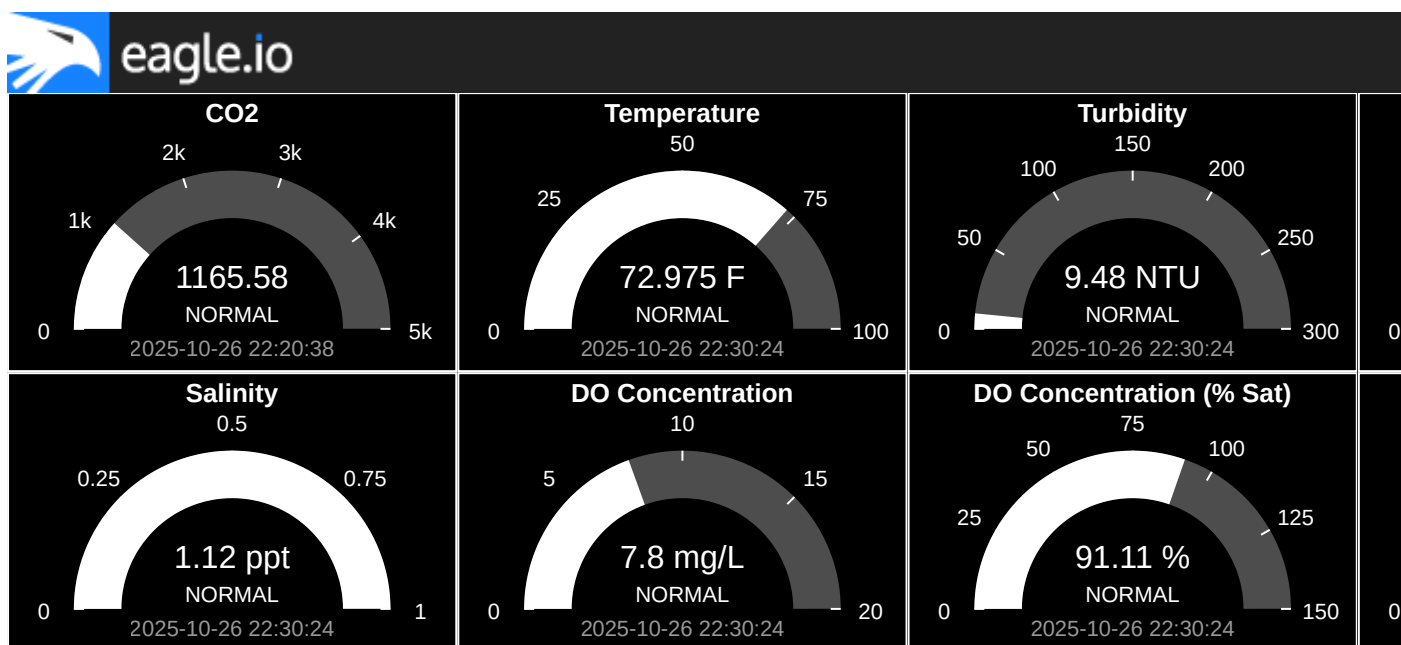 eagle.io
CO2
0
1k
2k
3k
4k
5k
1165.58
NORMAL
2025-10-26 22:20:38
Temperature
0
25
50
75
100
72.975 F
NORMAL
2025-10-26 22:30:24
Turbidity
0
50
100
150
200
250
300
9.48 NTU
NORMAL
2025-10-26 22:30:24
0
Salinity
0
0.25
0.5
0.75
1
1.12 ppt
NORMAL
2025-10-26 22:30:24
DO Concentration
0
5
10
15
20
7.8 mg/L
NORMAL
2025-10-26 22:30:24
DO Concentration (% Sat)
0
25
50
75
100
125
150
91.11 %
NORMAL
2025-10-26 22:30:24
0